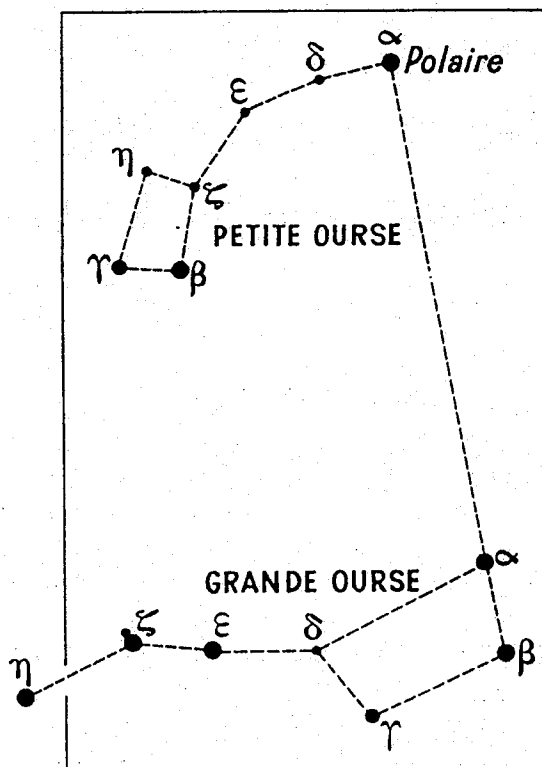 α
δ Polaire
ε
η
ζ
PETITE OURSE
γ β
α
GRANDE OURSE
ζ ε δ
η β
γ